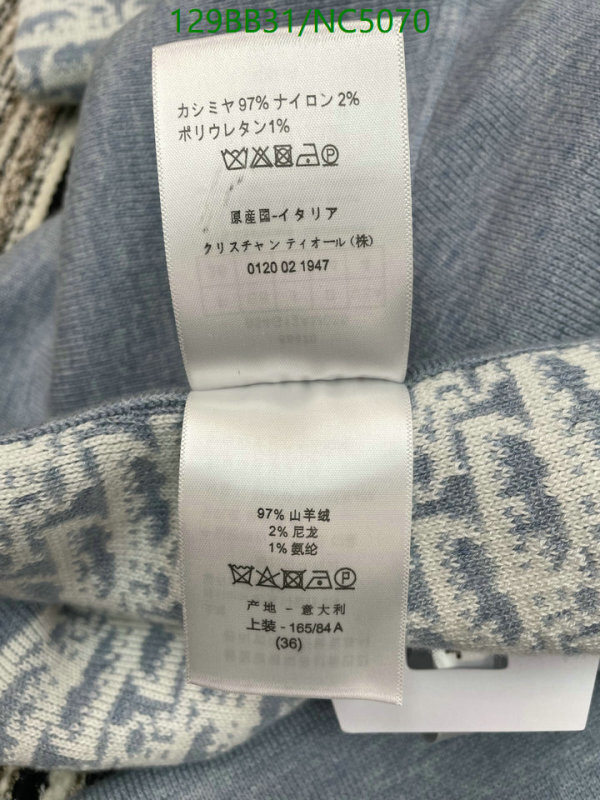 129BB31/NC5070
カシミヤ 97% ナイロン 2%
ポリウレタン 1%
原産国-イタリア
クリスチャン ディオール (株)
0120 02 1947
97% 山羊绒
2% 尼龙
1% 氨纶
产地 - 意大利
上装 - 165/84 A
(36)